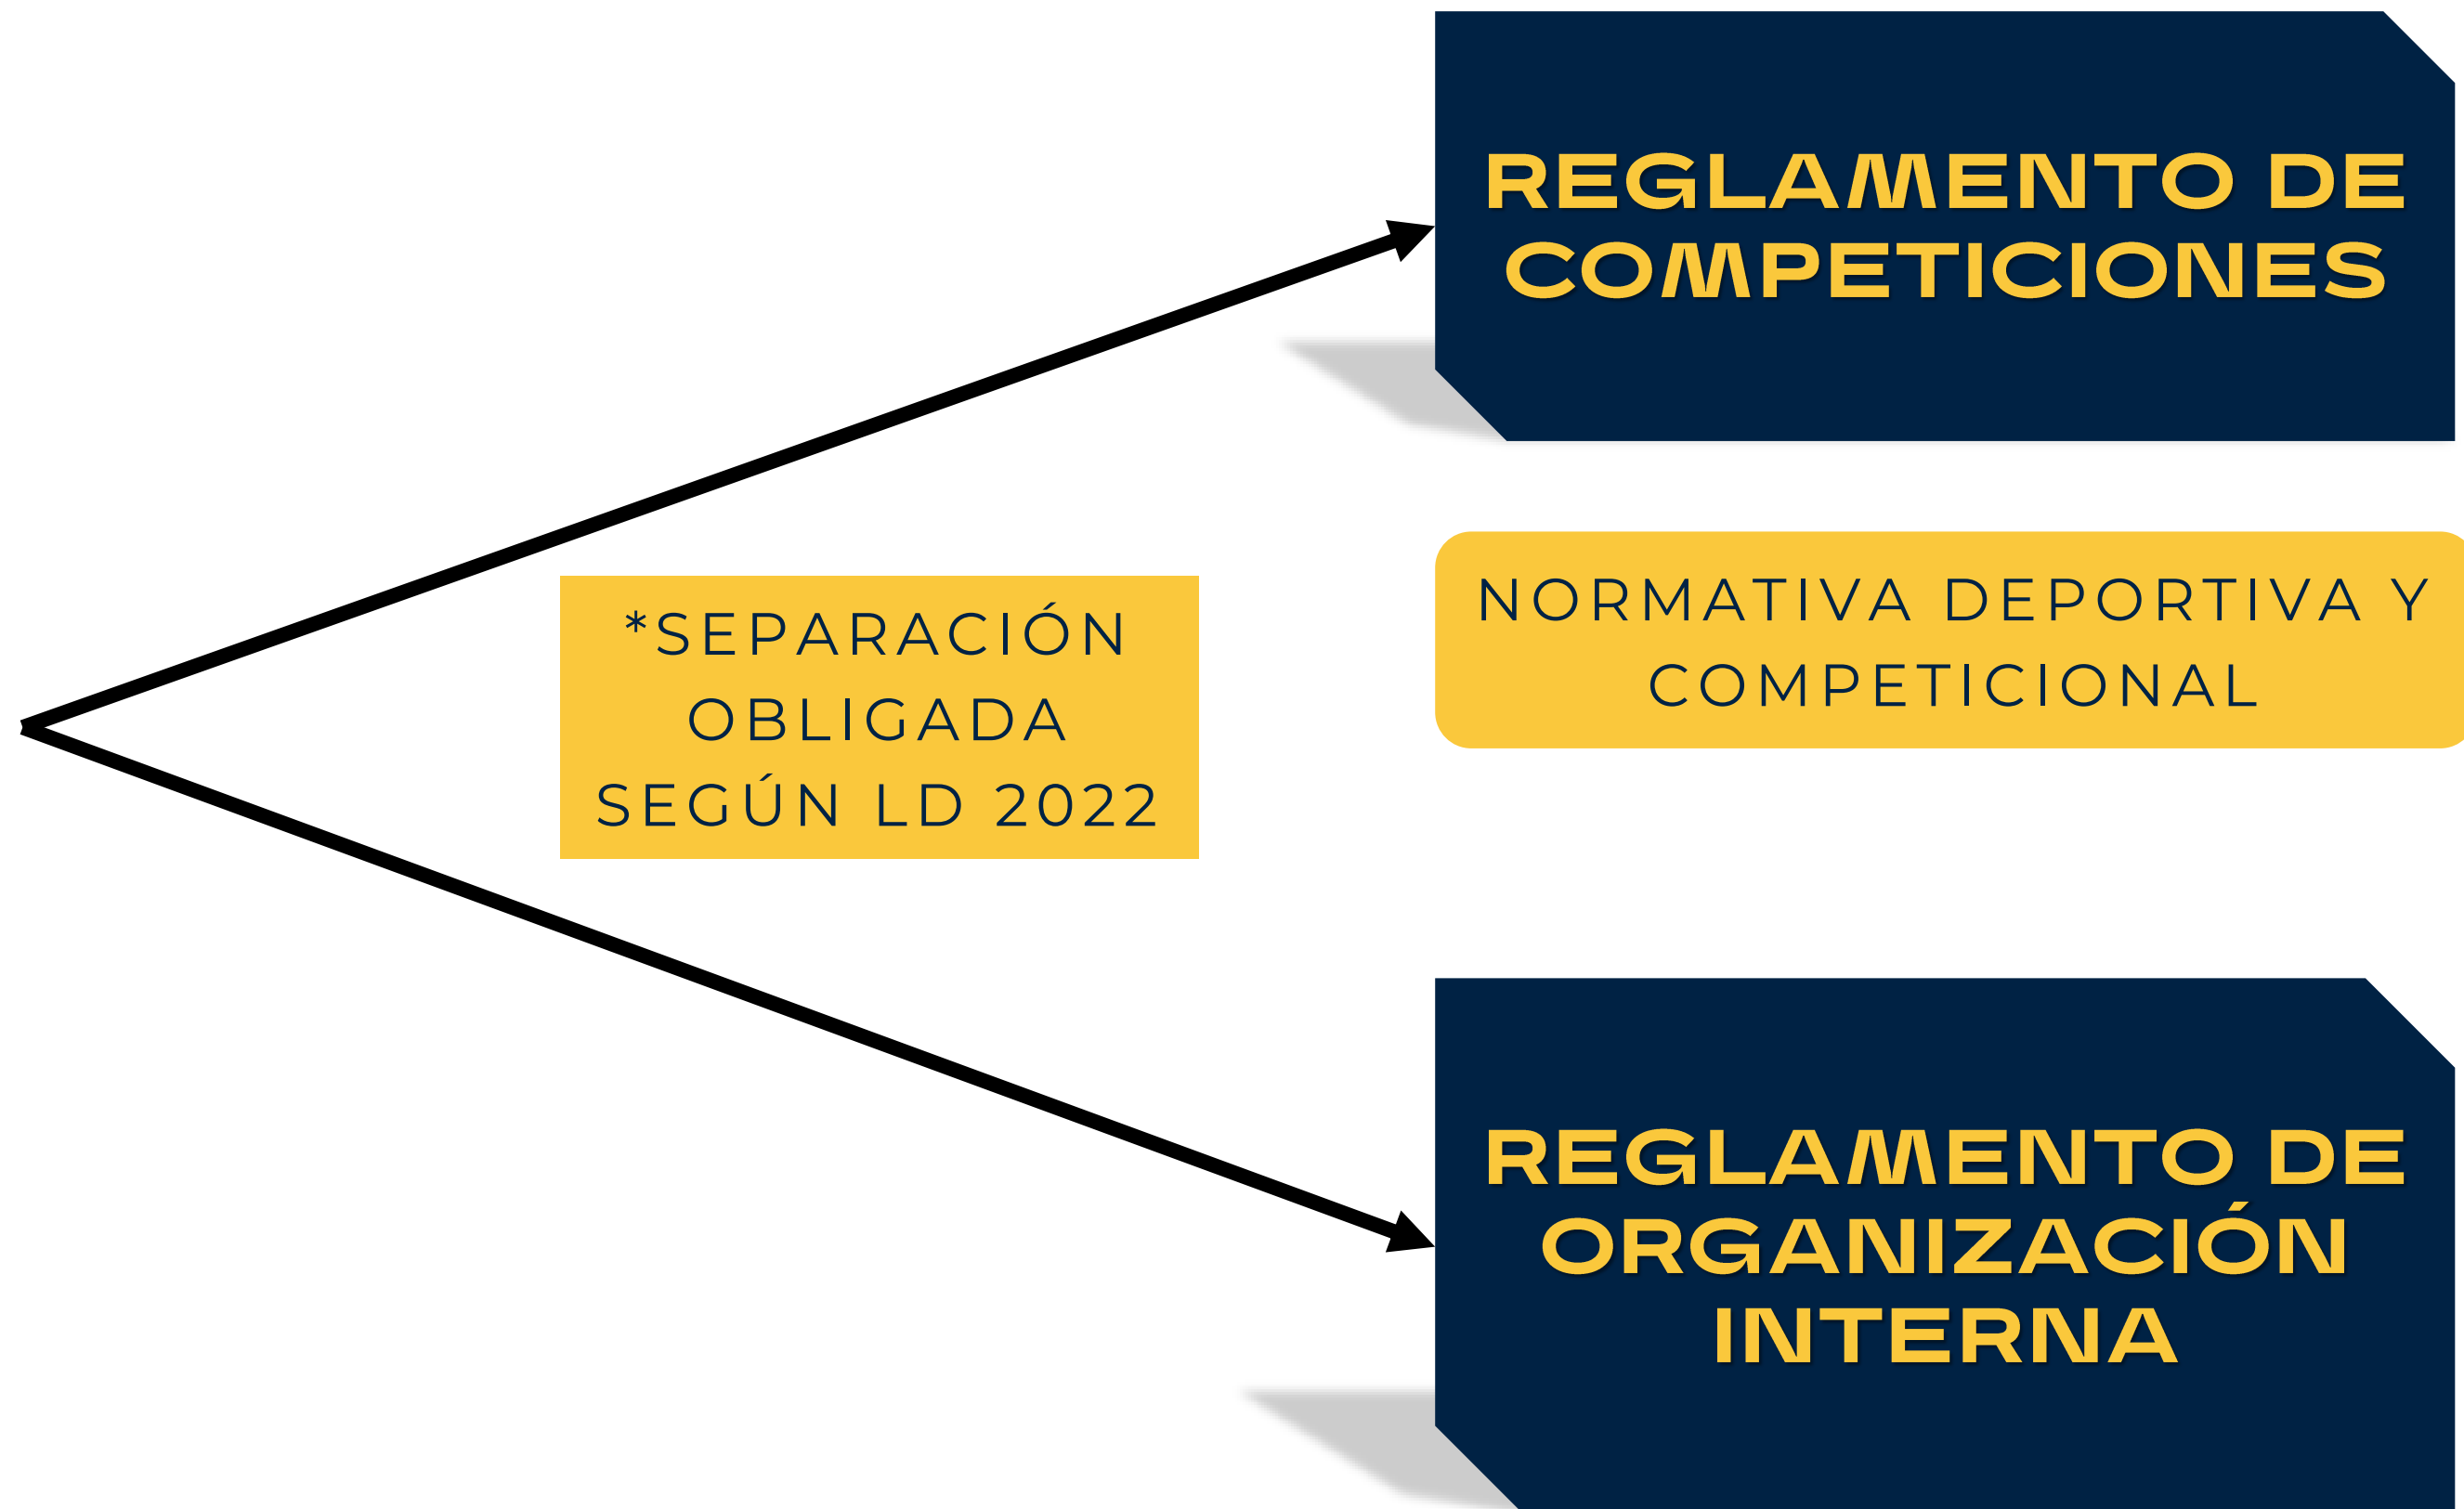 REGLAMENTO DE
COMPETICIONES
*SEPARACIÓN
OBLIGADA
SEGÚN LD 2022
NORMATIVA DEPORTIVA Y
COMPETICIONAL
REGLAMENTO DE
ORGANIZACIÓN
INTERNA